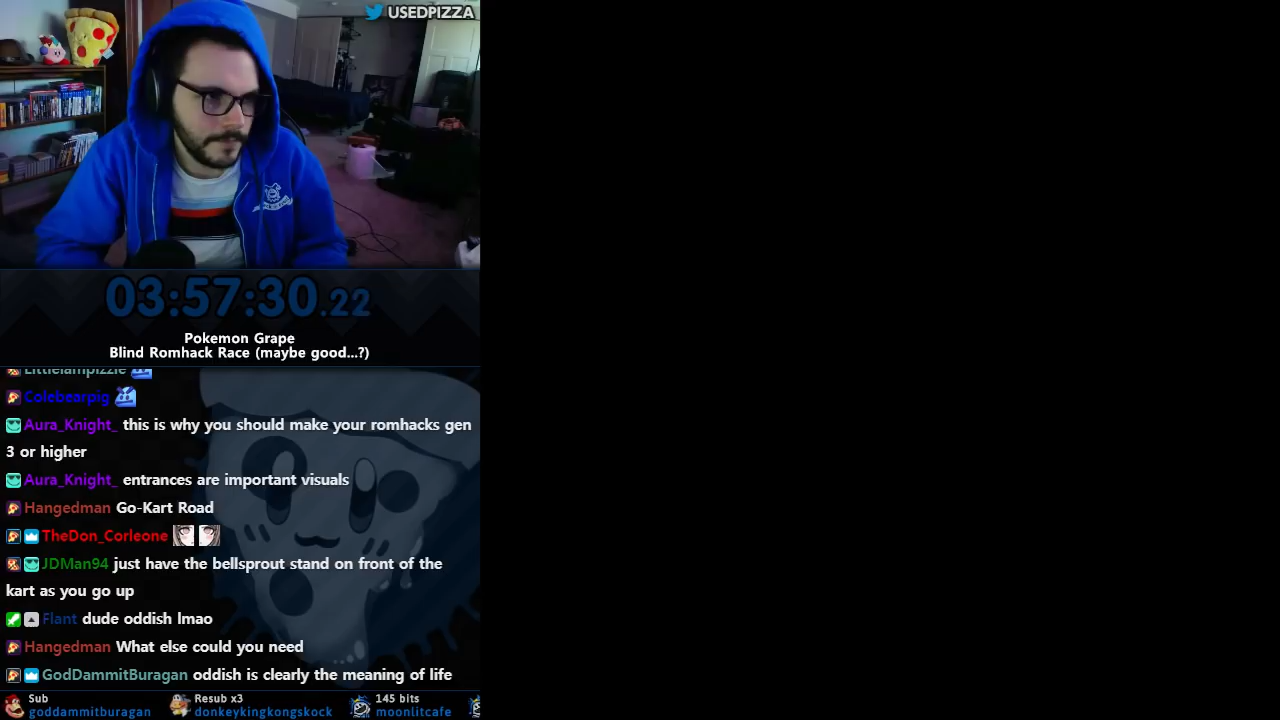 USEDPIZZA
03:57:30.22
Pokemon Grape
Blind Romhack Race (maybe good...?)
Littlelampizzle
Colebearpig
Aura_Knight_ this is why you should make your romhacks gen
3 or higher
Aura_Knight_ entrances are important visuals
Hangedman Go-Kart Road
TheDon_Corleone
JDMan94 just have the bellsprout stand on front of the
kart as you go up
Flant dude oddish lmao
Hangedman What else could you need
GodDammitBuragan oddish is clearly the meaning of life
Sub
goddammitburagan
Resub x3
donkeykingkongskock
145 bits
moonlitcafe